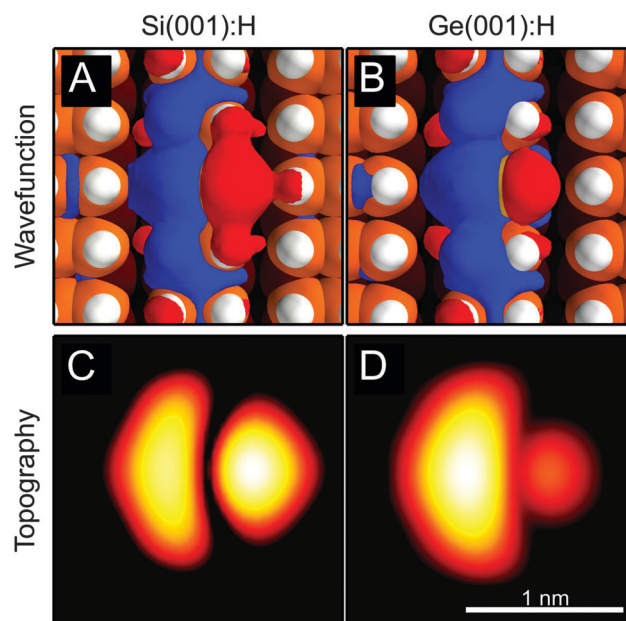 Si(001):H
Ge(001):H
Wavefunction
A
B
Topography
C
D
1 nm